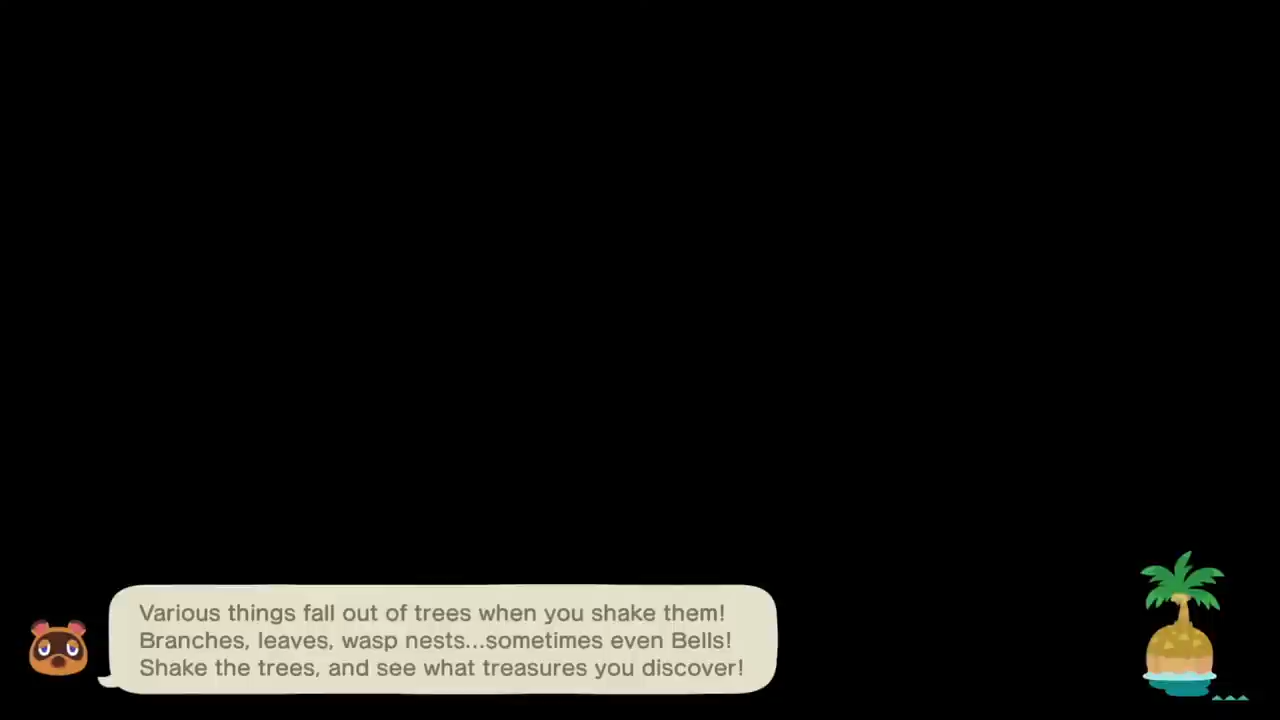 Various things fall out of trees when you shake them!
Branches, leaves, wasp nests...sometimes even Bells!
Shake the trees, and see what treasures you discover!